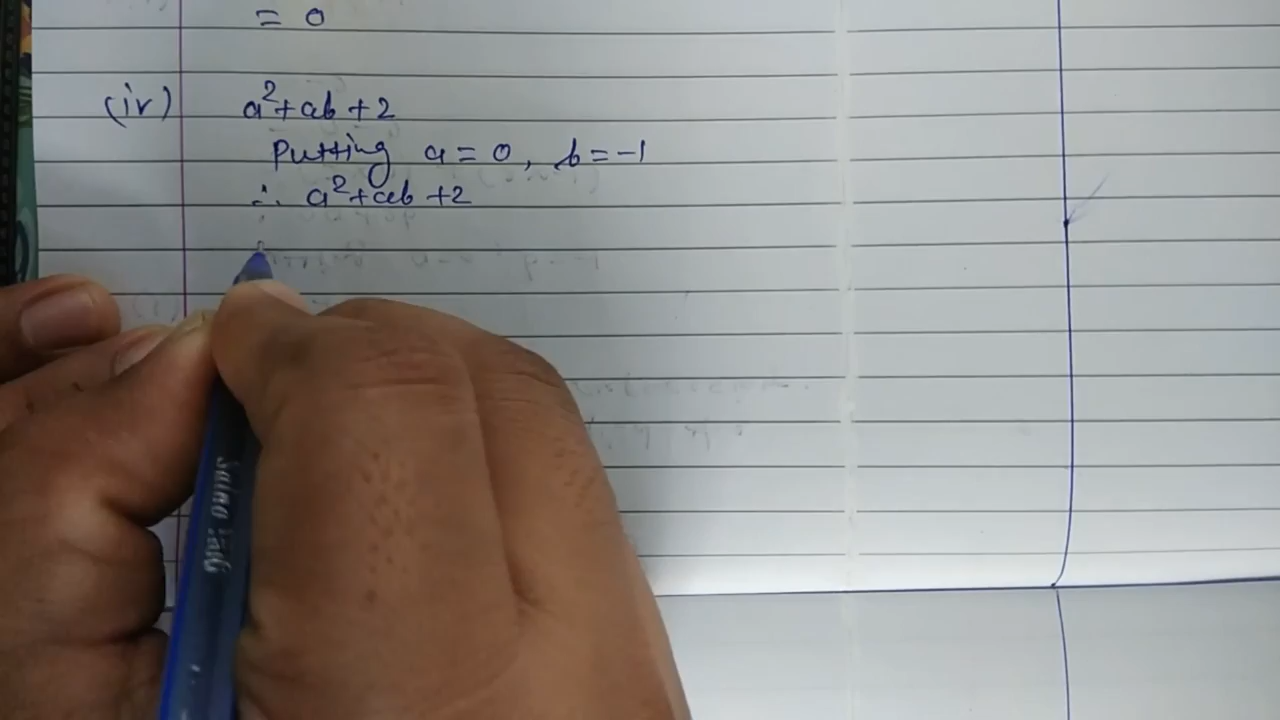 = 0
(iv) a²+ab+2
Putting a=0, b=-1
∴ a²+ab+2